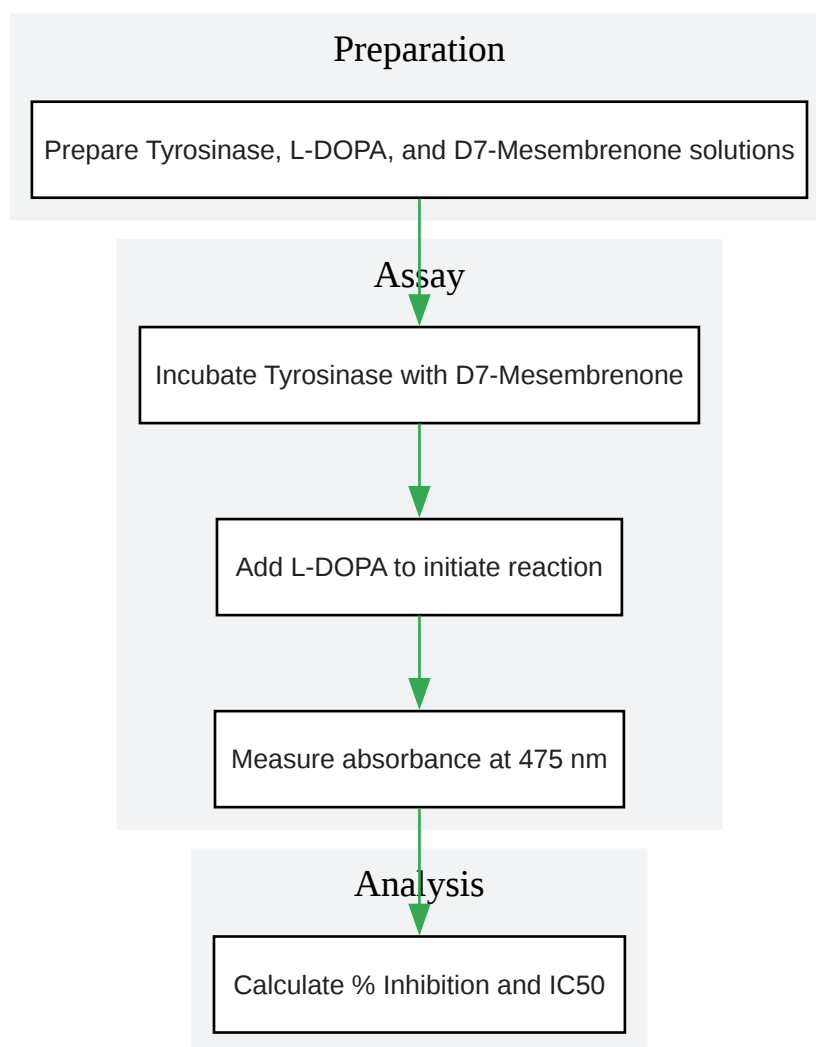 Preparation
Prepare Tyrosinase, L-DOPA, and D7-Mesembrenone solutions
Assay
Incubate Tyrosinase with D7-Mesembrenone
Add L-DOPA to initiate reaction
Measure absorbance at 475 nm
Analysis
Calculate % Inhibition and IC50